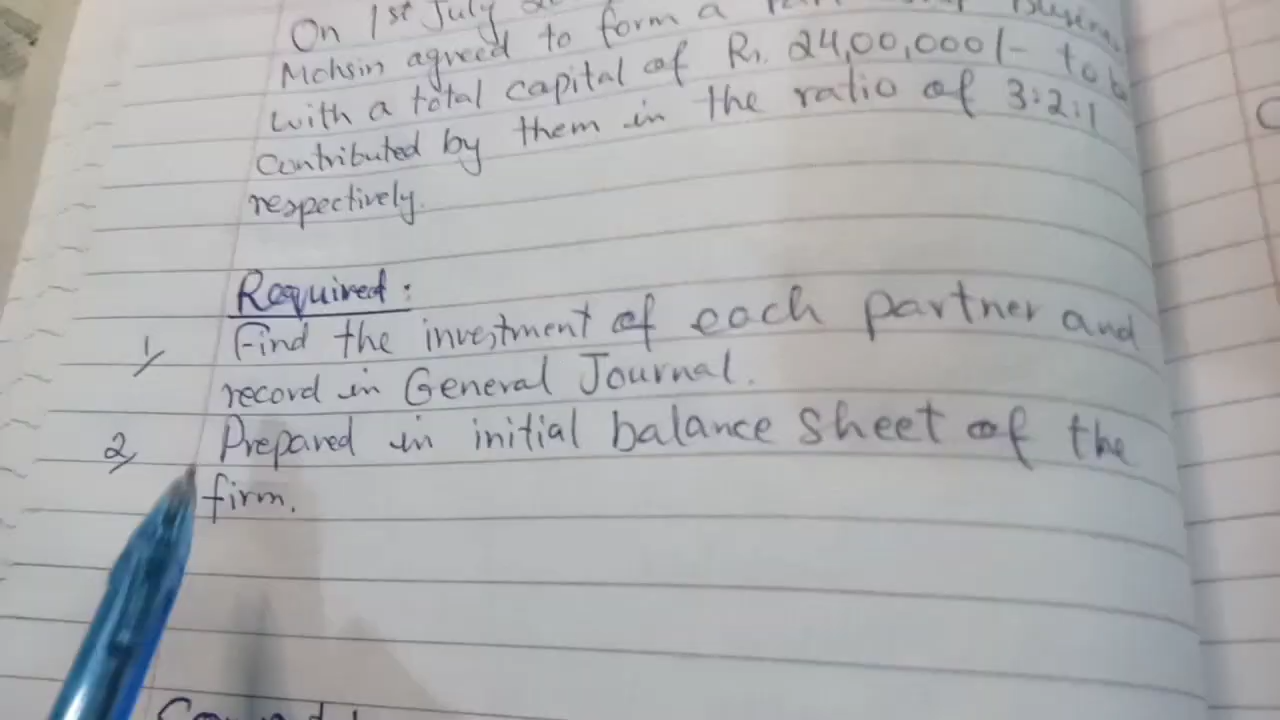 On 1st July
Mohsin agreed to form a
with a total capital of Rs. 24,00,000/- to be
contributed by them in the ratio of 3:2:1
respectively.
Required:
1/ Find the investment of each partner and
record in General Journal.
2/ Prepared in initial balance sheet of the
firm.